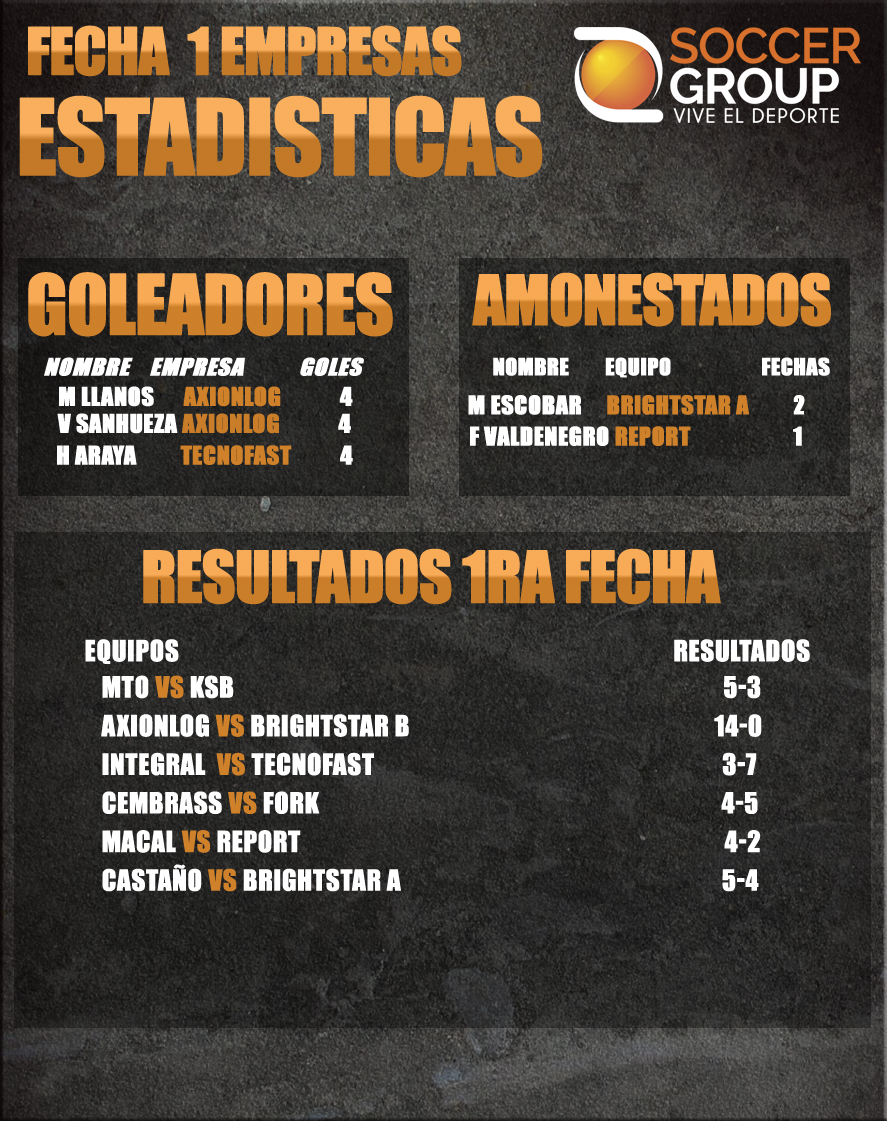 FECHA 1 EMPRESAS
ESTADISTICAS
SOCCER
GROUP
VIVE EL DEPORTE
GOLEADORES
NOMBRE EMPRESA GOLES
M LLANOS AXIONLOG 4
V SANHUEZA AXIONLOG 4
H ARAYA TECNOFAST 4
AMONESTADOS
NOMBRE EQUIPO FECHAS
M ESCOBAR BRIGHTSTAR A 2
F VALDENEGRO REPORT 1
RESULTADOS 1RA FECHA
EQUIPOS RESULTADOS
MTO VS KSB 5-3
AXIONLOG VS BRIGHTSTAR B 14-0
INTEGRAL VS TECNOFAST 3-7
CEMBRASS VS FORK 4-5
MACAL VS REPORT 4-2
CASTAÑO VS BRIGHTSTAR A 5-4